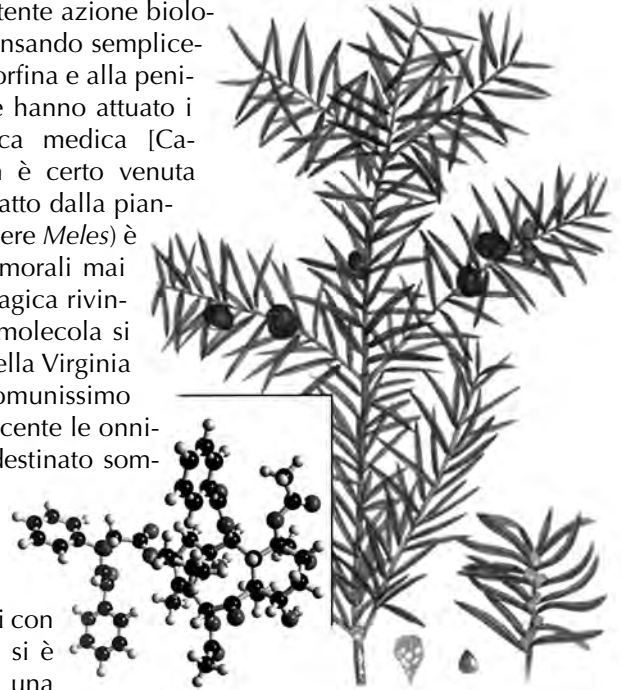 tente azione biolo-
nsando semplice-
orfina e alla peni-
e hanno attuato i
ca medica [Ca-
n è certo venuta
atto dalla pian-
ere Meles) è
morali mai
agica rivin-
molecola si
ella Virginia
omunissimo
cente le onni-
destinato som-
i con
si è
una